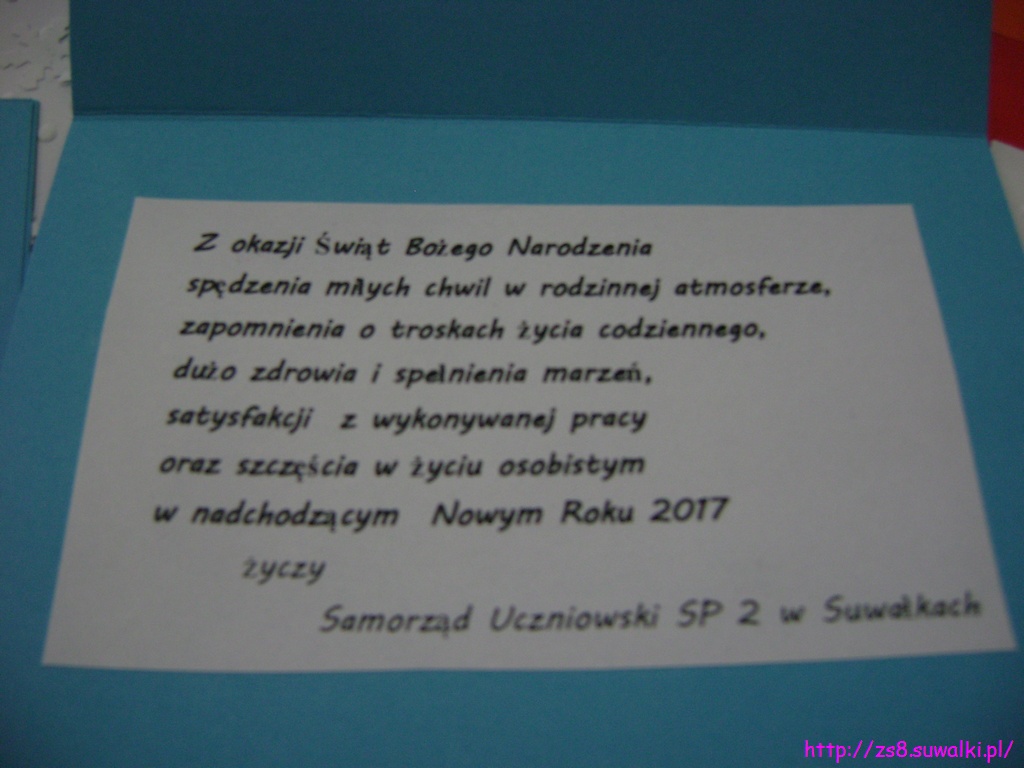 Z okazji Świąt Bożego Narodzenia
spędzenia miłych chwil w rodzinnej atmosferze,
zapomnienia o troskach życia codziennego,
dużo zdrowia i spełnienia marzeń,
satysfakcji z wykonywanej pracy
oraz szczęścia w życiu osobistym
w nadchodzącym Nowym Roku 2017
życzy
Samorząd Uczniowski SP 2 w Suwałkach
http://zs8.suwalki.pl/